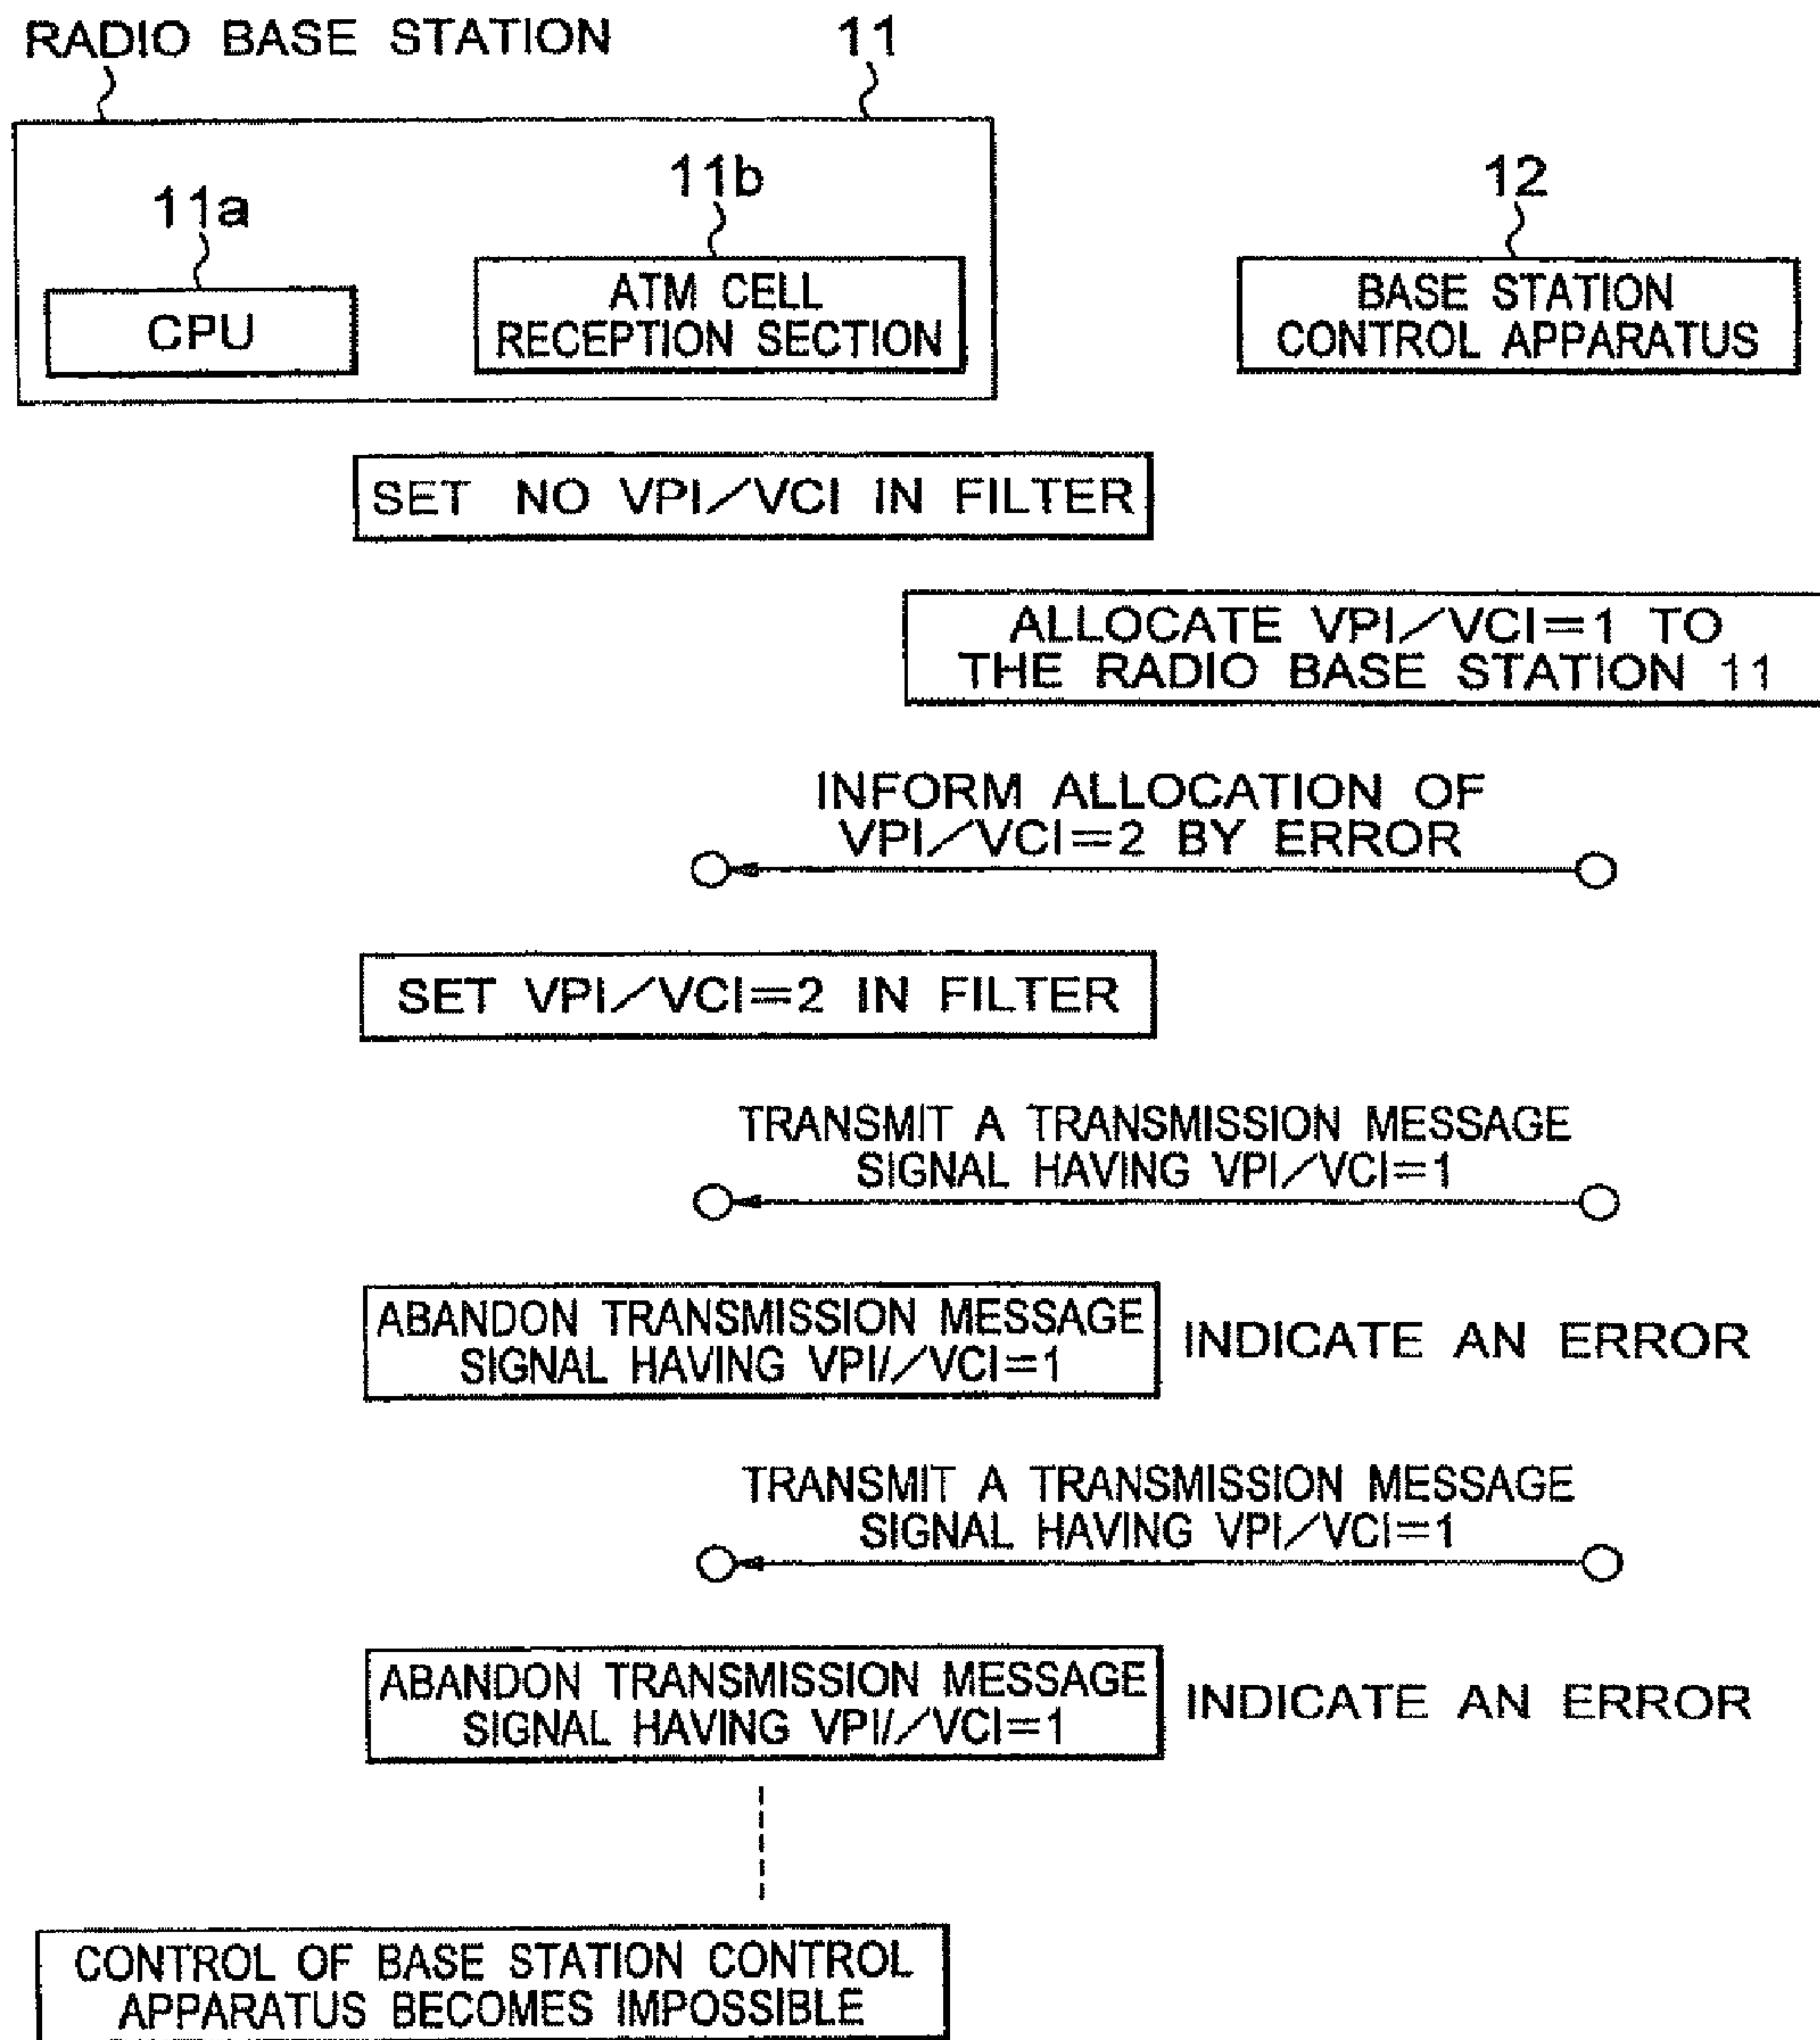 RADIO BASE STATION
11
11a
11b
12
CPU
ATM CELL
RECEPTION SECTION
BASE STATION
CONTROL APPARATUS
SET NO VPI/VCI IN FILTER
ALLOCATE VPI/VCI=1 TO
THE RADIO BASE STATION 11
INFORM ALLOCATION OF
VPI/VCI=2 BY ERROR
SET VPI/VCI=2 IN FILTER
TRANSMIT A TRANSMISSION MESSAGE
SIGNAL HAVING VPI/VCI=1
ABANDON TRANSMISSION MESSAGE
SIGNAL HAVING VPI//VCI=1
INDICATE AN ERROR
TRANSMIT A TRANSMISSION MESSAGE
SIGNAL HAVING VPI/VCI=1
ABANDON TRANSMISSION MESSAGE
SIGNAL HAVING VPI//VCI=1
INDICATE AN ERROR
CONTROL OF BASE STATION CONTROL
APPARATUS BECOMES IMPOSSIBLE